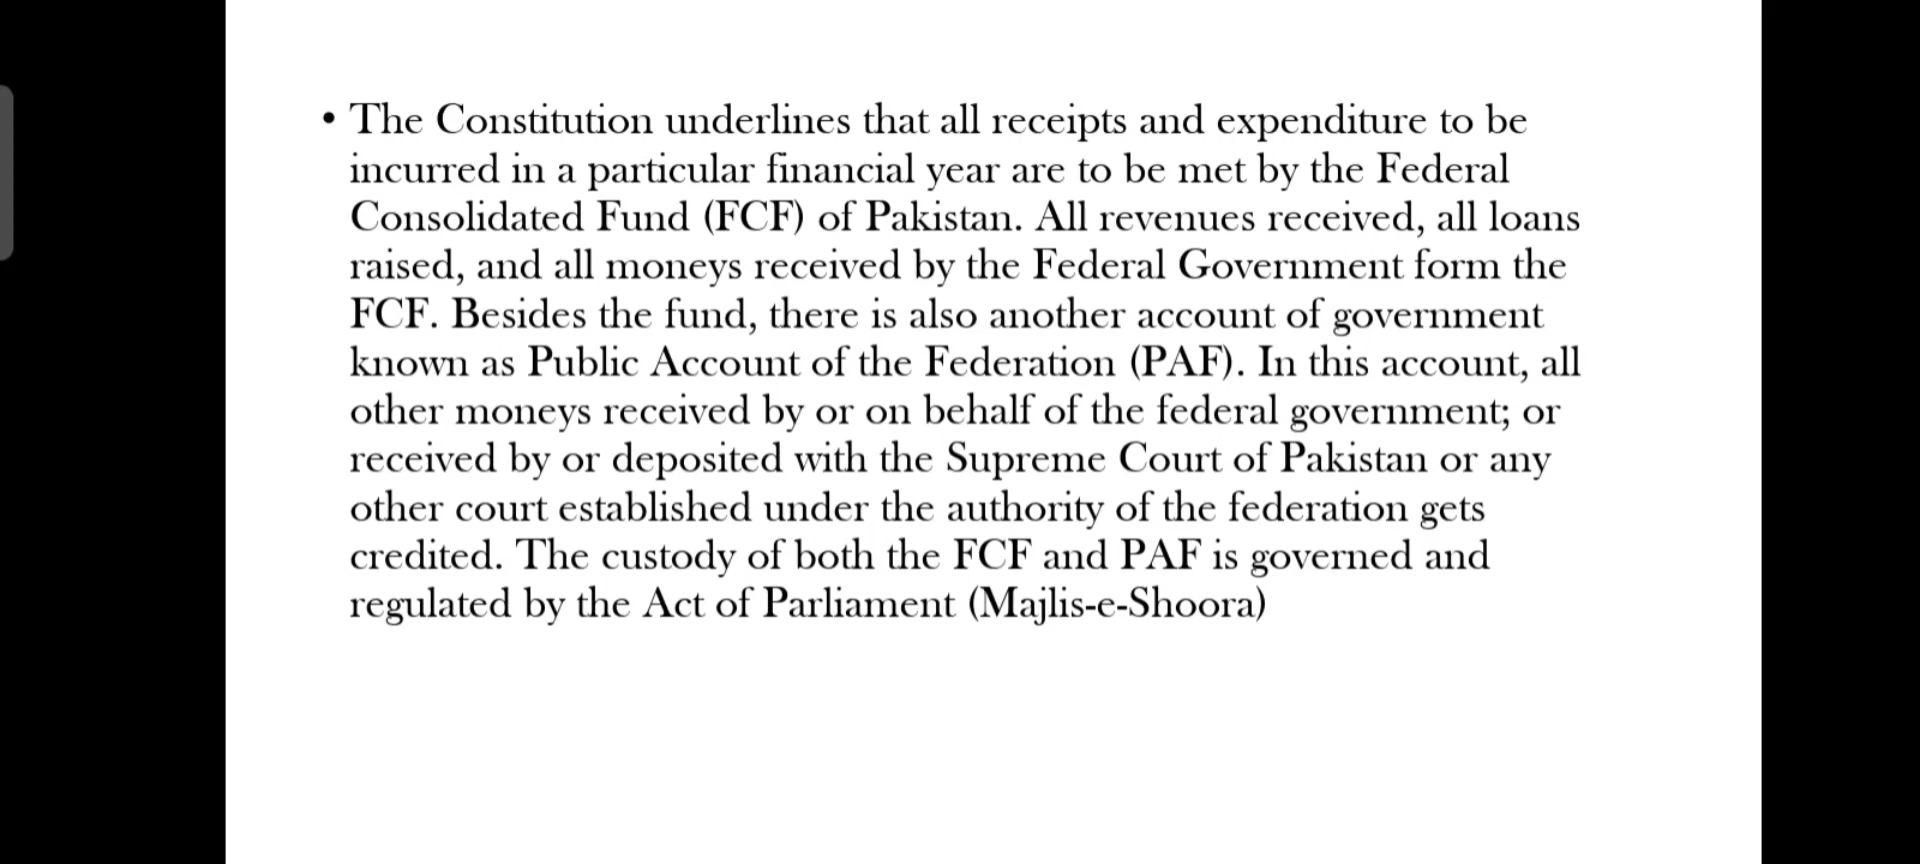 • The Constitution underlines that all receipts and expenditure to be
incurred in a particular financial year are to be met by the Federal
Consolidated Fund (FCF) of Pakistan. All revenues received, all loans
raised, and all moneys received by the Federal Government form the
FCF. Besides the fund, there is also another account of government
known as Public Account of the Federation (PAF). In this account, all
other moneys received by or on behalf of the federal government; or
received by or deposited with the Supreme Court of Pakistan or any
other court established under the authority of the federation gets
credited. The custody of both the FCF and PAF is governed and
regulated by the Act of Parliament (Majlis-e-Shoora)